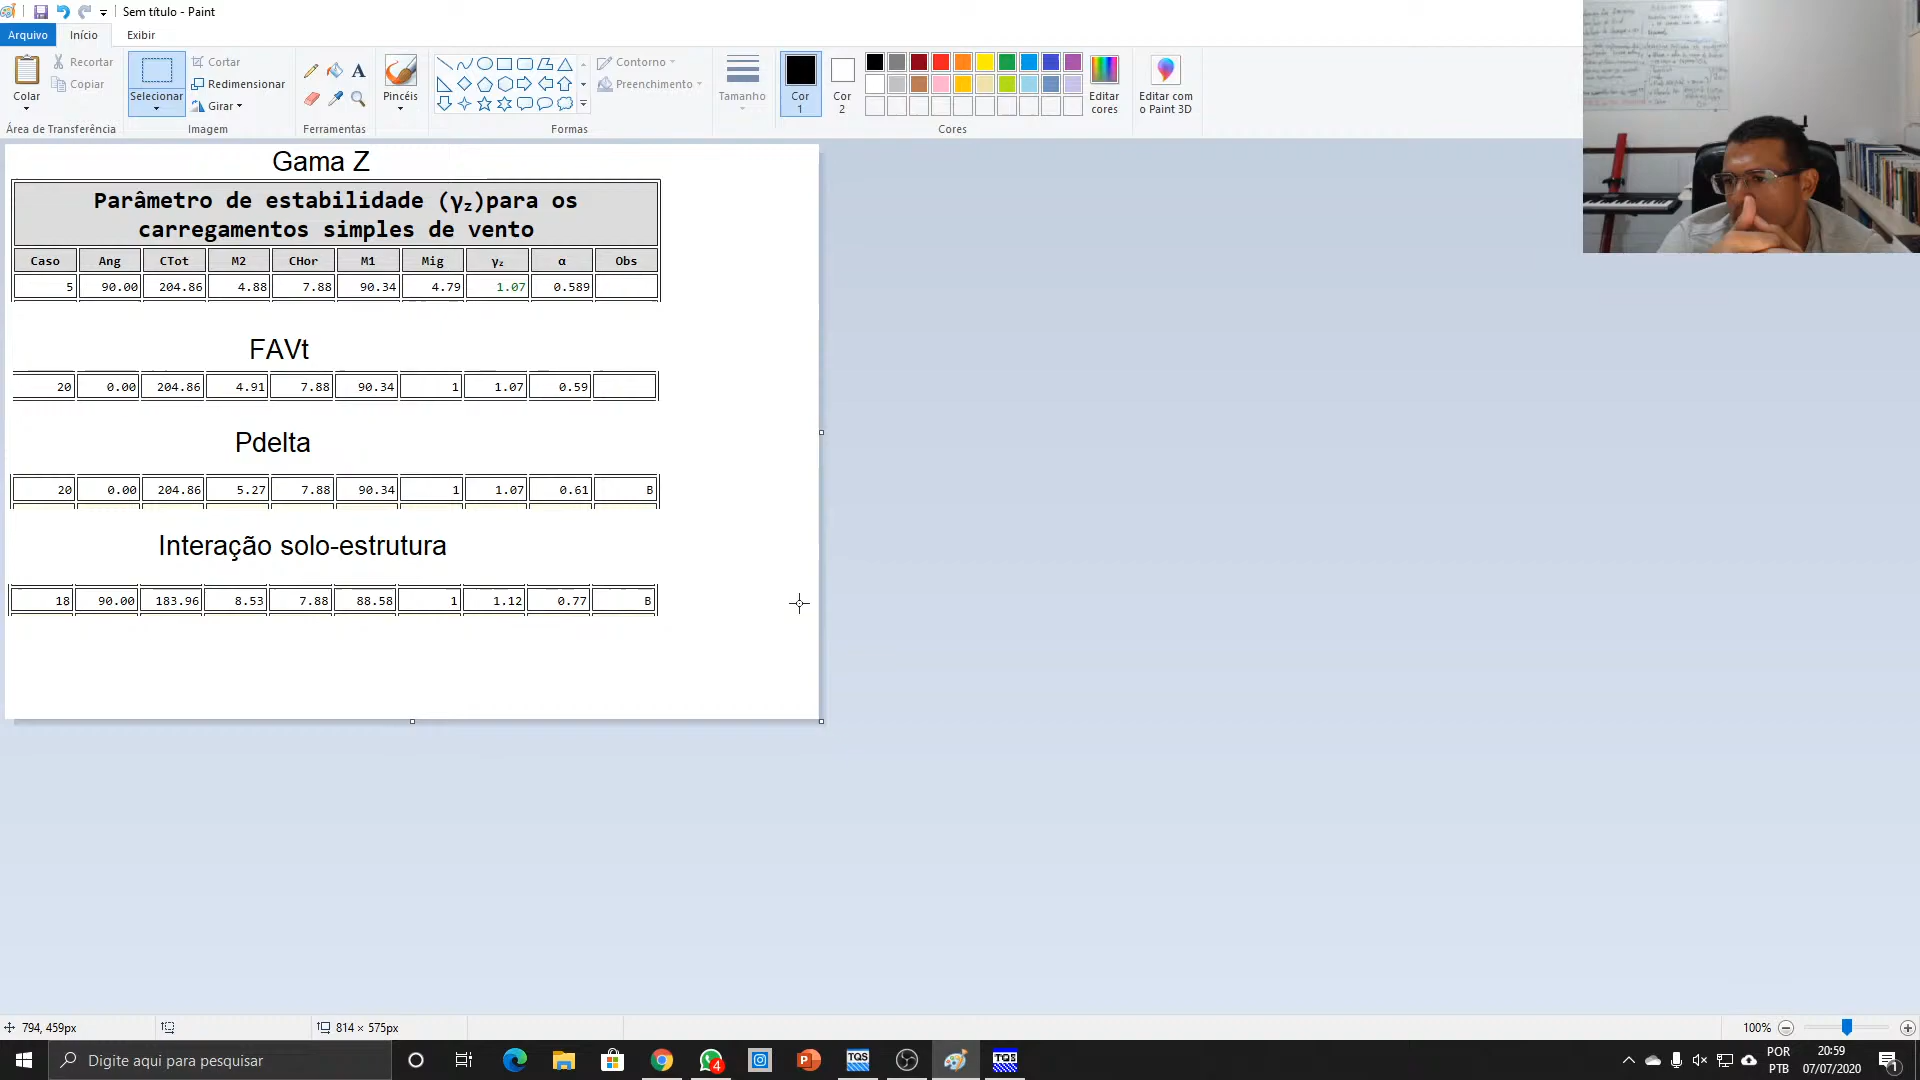 Sem título - Paint
Arquivo Início Exibir
Colar
Recortar
Copiar
Área de Transferência
Selecionar
Cortar
Redimensionar
Girar
Imagem
A
Ferramentas
Pincéis
Contorno
Preenchimento
Formas
Tamanho
Cor 1
Cor 2
Editar cores
Editar com o Paint 3D
Cores
Gama Z
Parâmetro de estabilidade (γz)para os
carregamentos simples de vento
Caso Ang CTot M2 CHor M1 Mig γz α Obs
5 90.00 204.86 4.88 7.88 90.34 4.79 1.07 0.589
FAVt
20 0.00 204.86 4.91 7.88 90.34 1 1.07 0.59
Pdelta
20 0.00 204.86 5.27 7.88 90.34 1 1.07 0.61 B
Interação solo-estrutura
18 90.00 183.96 8.53 7.88 88.58 1 1.12 0.77 B
794, 459px 814 × 575px 100%
Digite aqui para pesquisar
4
P
TQS
TQS
POR
PTB
20:59
07/07/2020
1